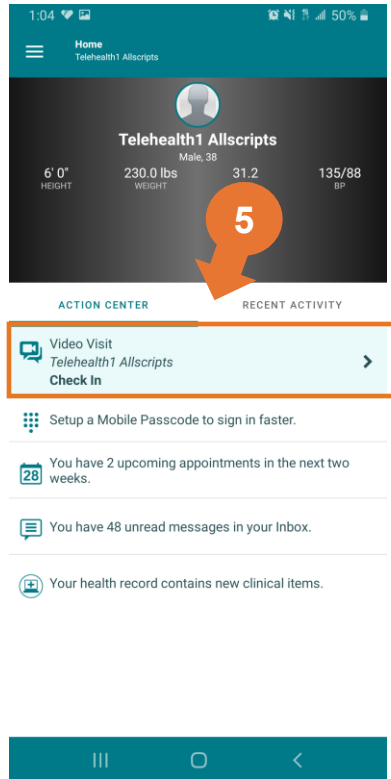 1:04 50%
Home
Telehealth1 Allscripts
Telehealth1 Allscripts
Male, 38
6' 0" 230.0 lbs 31.2 135/88
HEIGHT WEIGHT BP
5
ACTION CENTER RECENT ACTIVITY
Video Visit
Telehealth1 Allscripts
Check In
Setup a Mobile Passcode to sign in faster.
You have 2 upcoming appointments in the next two
28 weeks.
You have 48 unread messages in your Inbox.
Your health record contains new clinical items.